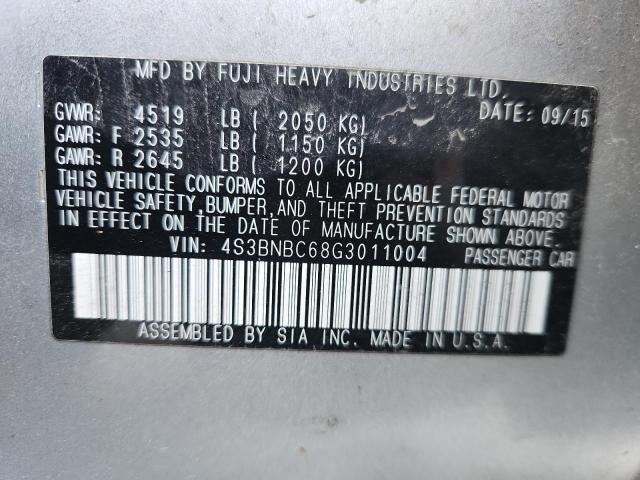 MFD BY FUJI HEAVY INDUSTRIES LTD.
DATE: 09/15
GVWR: 4519 LB ( 2050 KG)
GAWR: F 2535 LB ( 1150 KG)
GAWR: R 2645 LB ( 1200 KG)
THIS VEHICLE CONFORMS TO ALL APPLICABLE FEDERAL MOTOR
VEHICLE SAFETY, BUMPER, AND THEFT PREVENTION STANDARDS
IN EFFECT ON THE DATE OF MANUFACTURE SHOWN ABOVE.
VIN: 4S3BNBC68G3011004 PASSENGER CAR
ASSEMBLED BY SIA INC. MADE IN U.S.A.